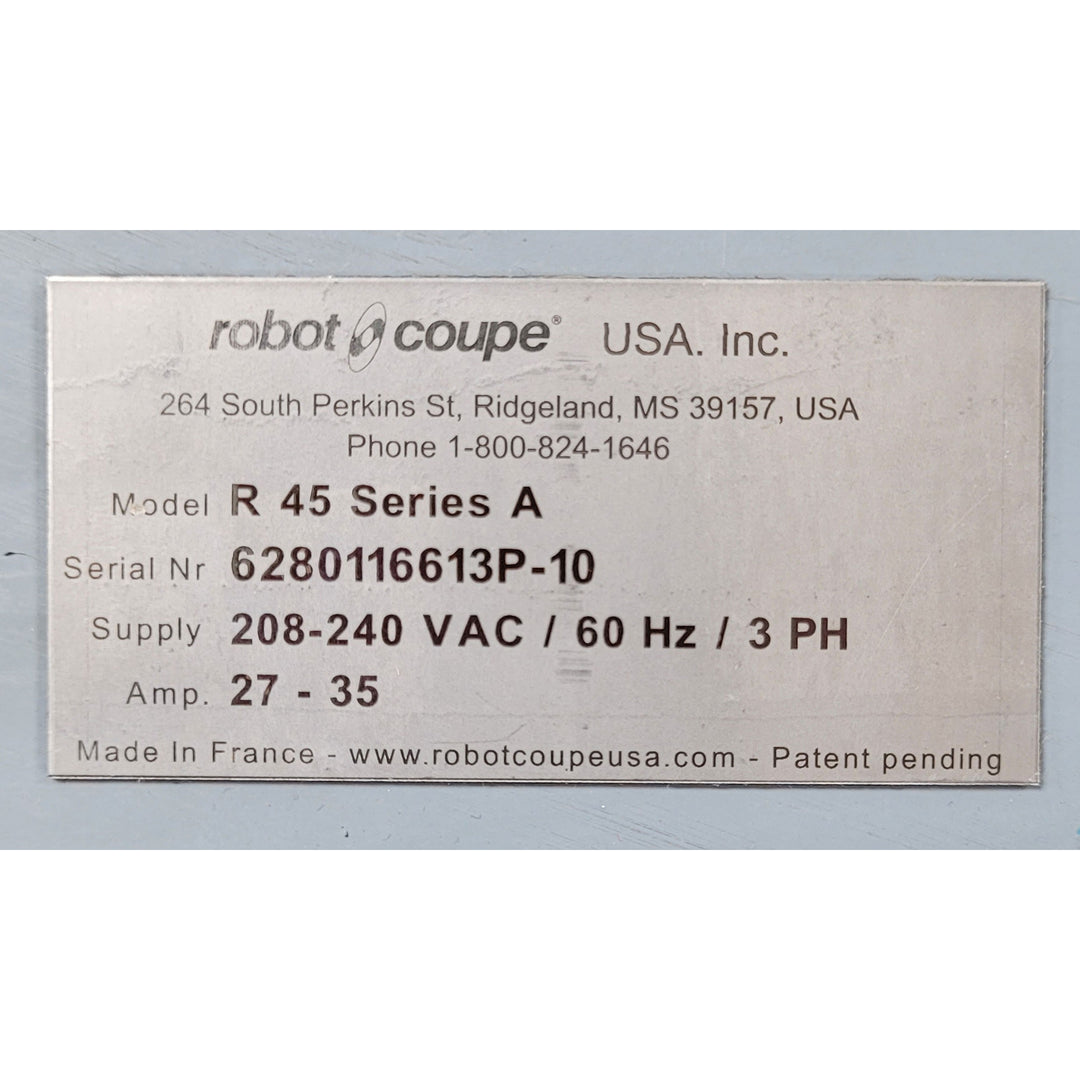 robot coupe® USA. Inc.
264 South Perkins St, Ridgeland, MS 39157, USA
Phone 1-800-824-1646
Model R 45 Series A
Serial Nr 6280116613P-10
Supply 208-240 VAC / 60 Hz / 3 PH
Amp. 27 - 35
Made In France - www.robotcoupeusa.com - Patent pending